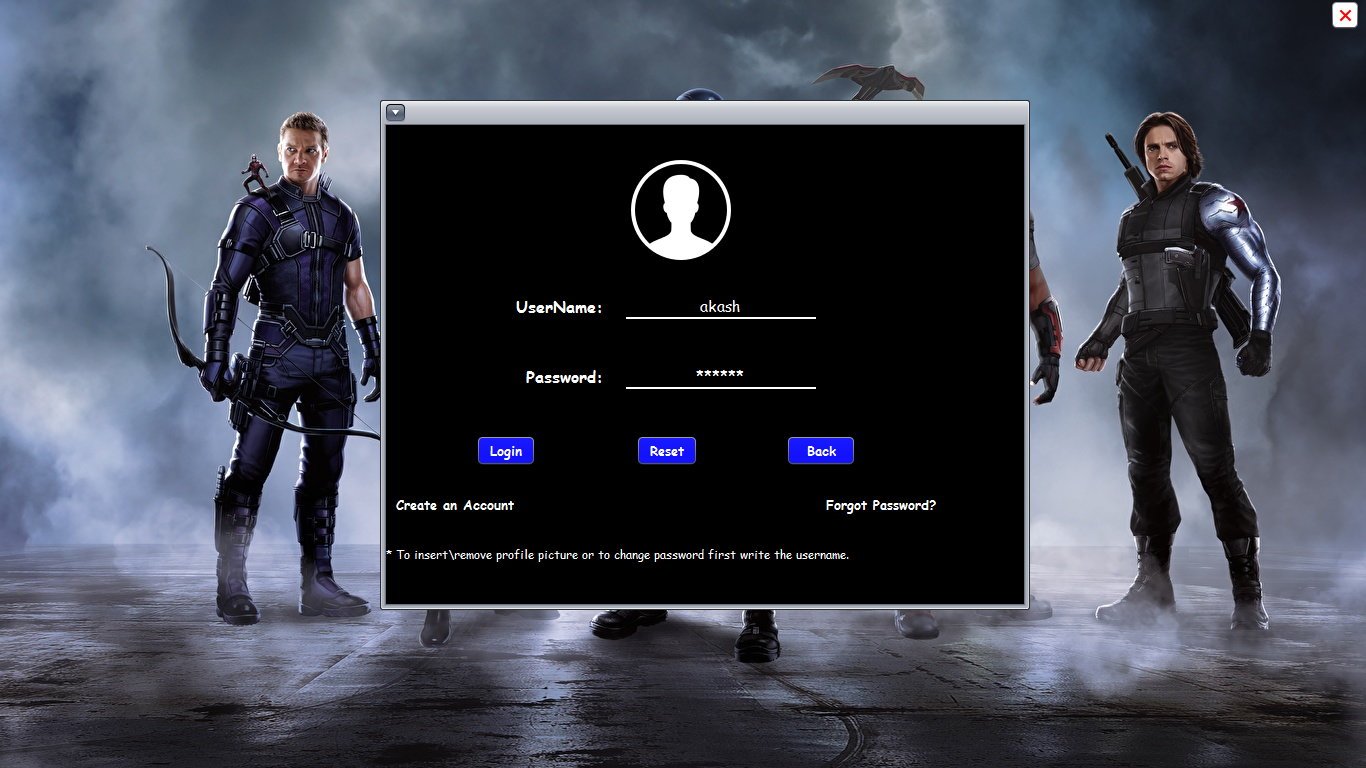 UserName: akash
Password: ******
Login Reset Back
Create an Account Forgot Password?
* To insert\remove profile picture or to change password first write the username.